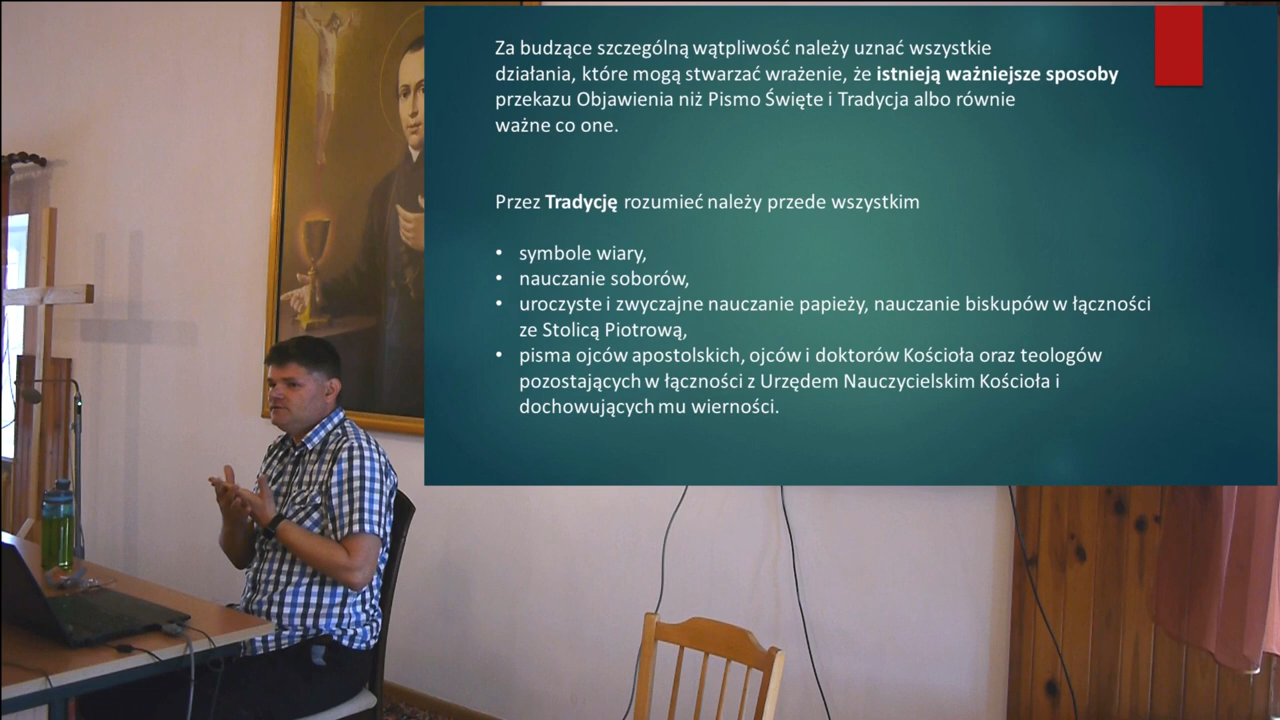 Za budzące szczególną wątpliwość należy uznać wszystkie
działania, które mogą stwarzać wrażenie, że istnieją ważniejsze sposoby
przekazu Objawienia niż Pismo Święte i Tradycja albo równie
ważne co one.
Przez Tradycję rozumieć należy przede wszystkim
• symbole wiary,
• nauczanie soborów,
• uroczyste i zwyczajne nauczanie papieży, nauczanie biskupów w łączności
ze Stolicą Piotrową,
• pisma ojców apostolskich, ojców i doktorów Kościoła oraz teologów
pozostających w łączności z Urzędem Nauczycielskim Kościoła i
dochowujących mu wierności.